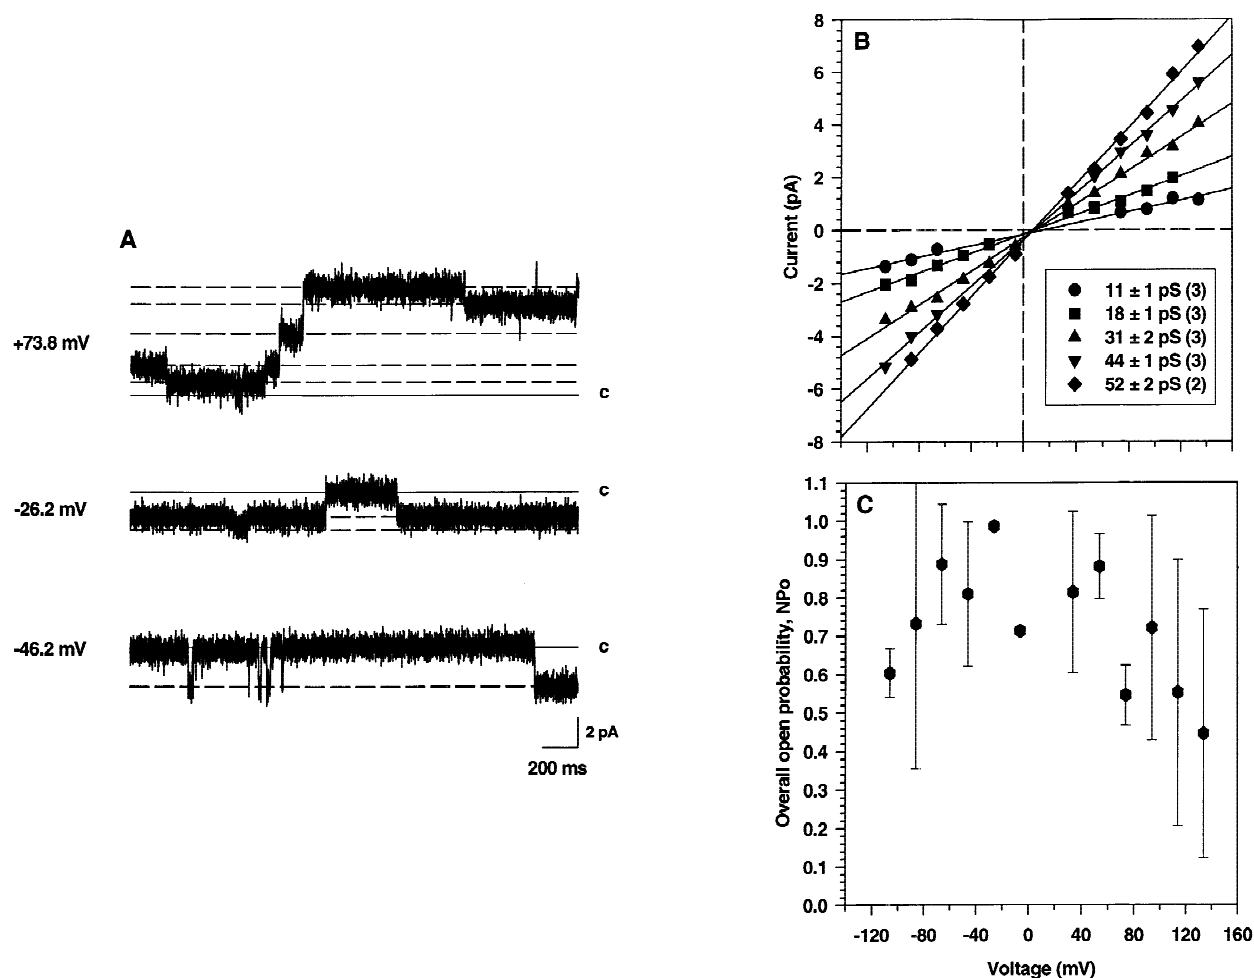 A
+73.8 mV
c
-26.2 mV
c
-46.2 mV
c
2 pA
200 ms
B
8
6
4
2
0
-2
-4
-6
-8
Current (pA)
11 ± 1 pS (3)
18 ± 1 pS (3)
31 ± 2 pS (3)
44 ± 1 pS (3)
52 ± 2 pS (2)
C
1.1
1.0
0.9
0.8
0.7
0.6
0.5
0.4
0.3
0.2
0.1
0.0
Overall open probability, NPo
-120 -80 -40 0 40 80 120 160
Voltage (mV)